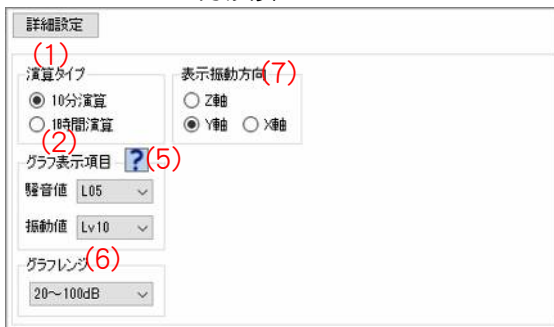 詳細設定
(1)
演算タイプ
10分演算
1時間演算
(7)
表示振動方向
Z軸
Y軸 X軸
(2)
グラフ表示項目 ? (5)
騒音値 L05
振動値 Lv10
(6)
グラフレンジ
20～100dB